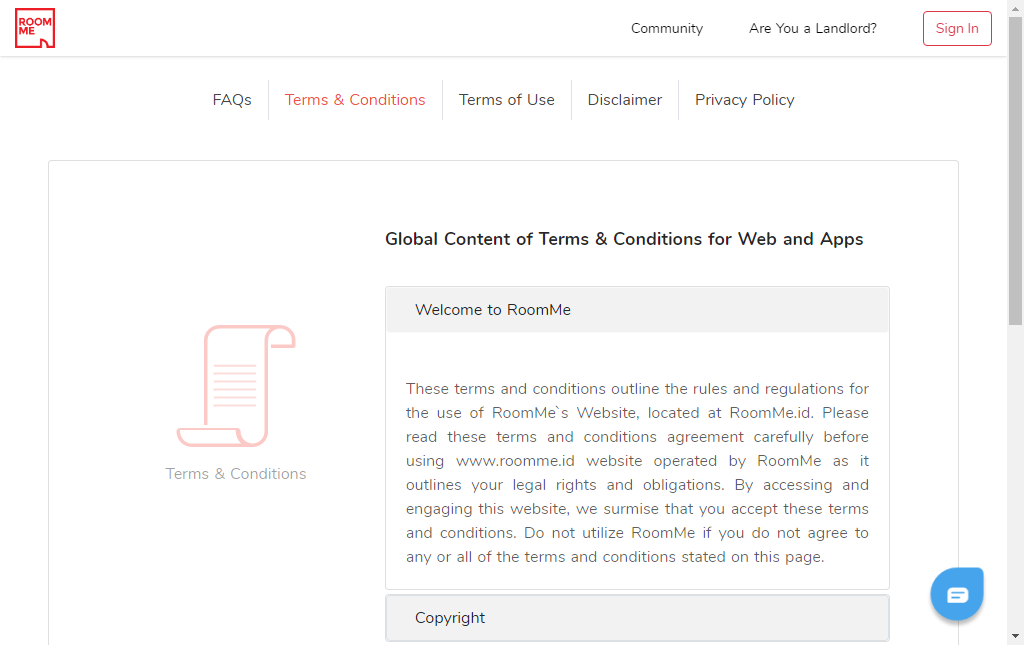 ROOM
ME
Community
Are You a Landlord?
Sign In
FAQs
Terms & Conditions
Terms of Use
Disclaimer
Privacy Policy
Global Content of Terms & Conditions for Web and Apps
Welcome to RoomMe
These terms and conditions outline the rules and regulations for
the use of RoomMe`s Website, located at RoomMe.id. Please
read these terms and conditions agreement carefully before
using www.roomme.id website operated by RoomMe as it
outlines your legal rights and obligations. By accessing and
engaging this website, we surmise that you accept these terms
and conditions. Do not utilize RoomMe if you do not agree to
any or all of the terms and conditions stated on this page.
Terms & Conditions
Copyright